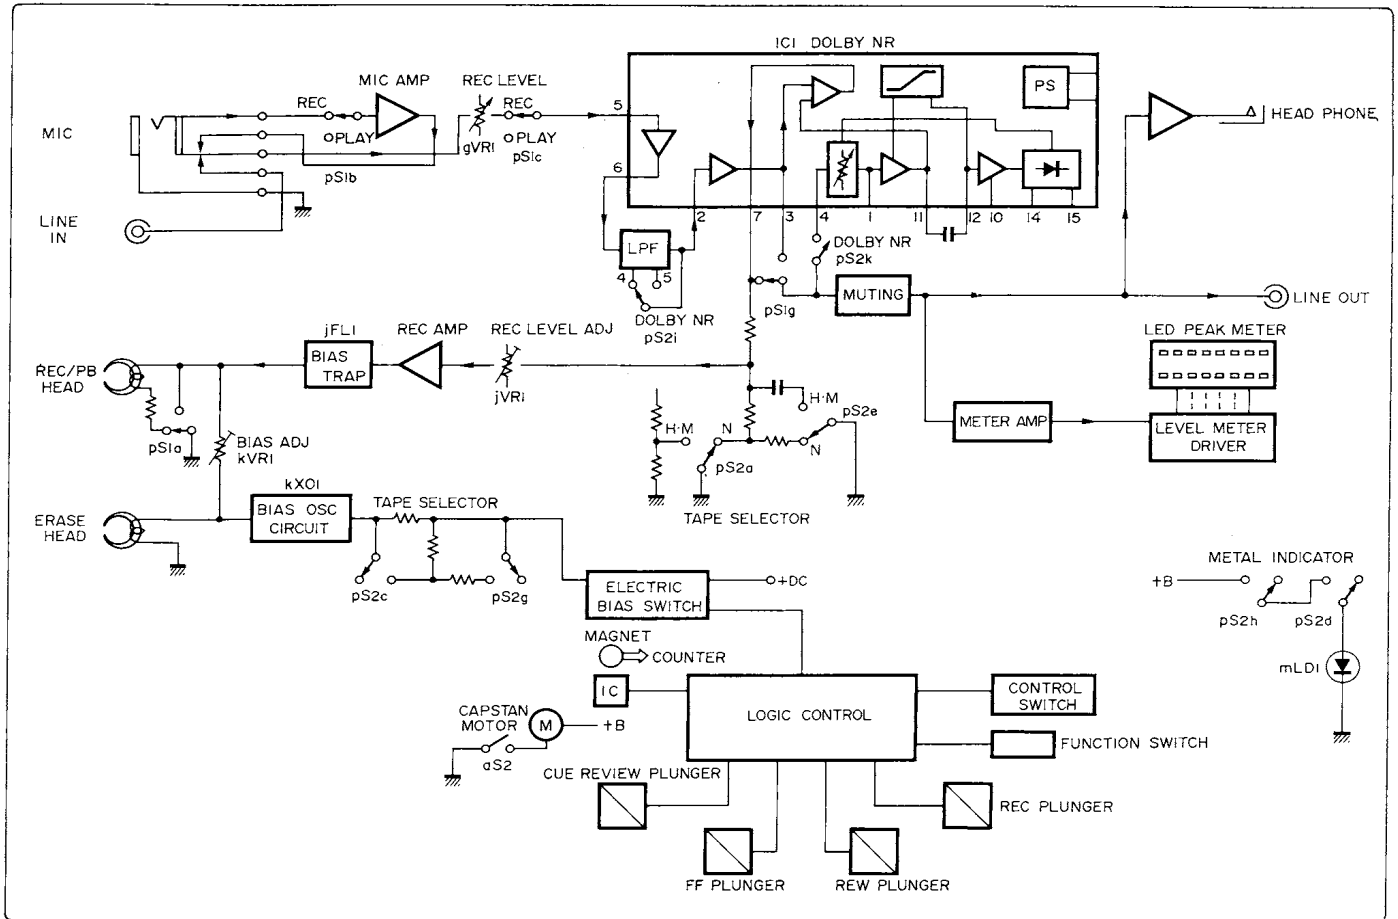 IC1 DOLBY NR
MIC AMP
REC LEVEL
PS
REC
REC
5
MIC
HEAD PHONE
PLAY
gVR1
PLAY
pS1c
pS1b
6
LINE
IN
2
7
3
4
1
11
12
10
14
15
LPF
4
5
DOLBY NR
pS2k
DOLBY NR
pS2i
pS1g
MUTING
LINE OUT
LED PEAK METER
jFL1
REC AMP
REC LEVEL ADJ
BIAS
TRAP
REC/PB
HEAD
jVR1
H·M
pS2e
H·M
N
N
pS2a
METER AMP
LEVEL METER
DRIVER
pS1a
BIAS ADJ
kVR1
TAPE SELECTOR
kX01
TAPE SELECTOR
ERASE
HEAD
BIAS OSC
CIRCUIT
pS2c
pS2g
ELECTRIC
BIAS SWITCH
+DC
METAL INDICATOR
+B
pS2h
pS2d
mLD1
MAGNET
COUNTER
IC
LOGIC CONTROL
CONTROL
SWITCH
FUNCTION SWITCH
CAPSTAN
MOTOR
M
+B
aS2
CUE REVIEW PLUNGER
REC PLUNGER
FF PLUNGER
REW PLUNGER